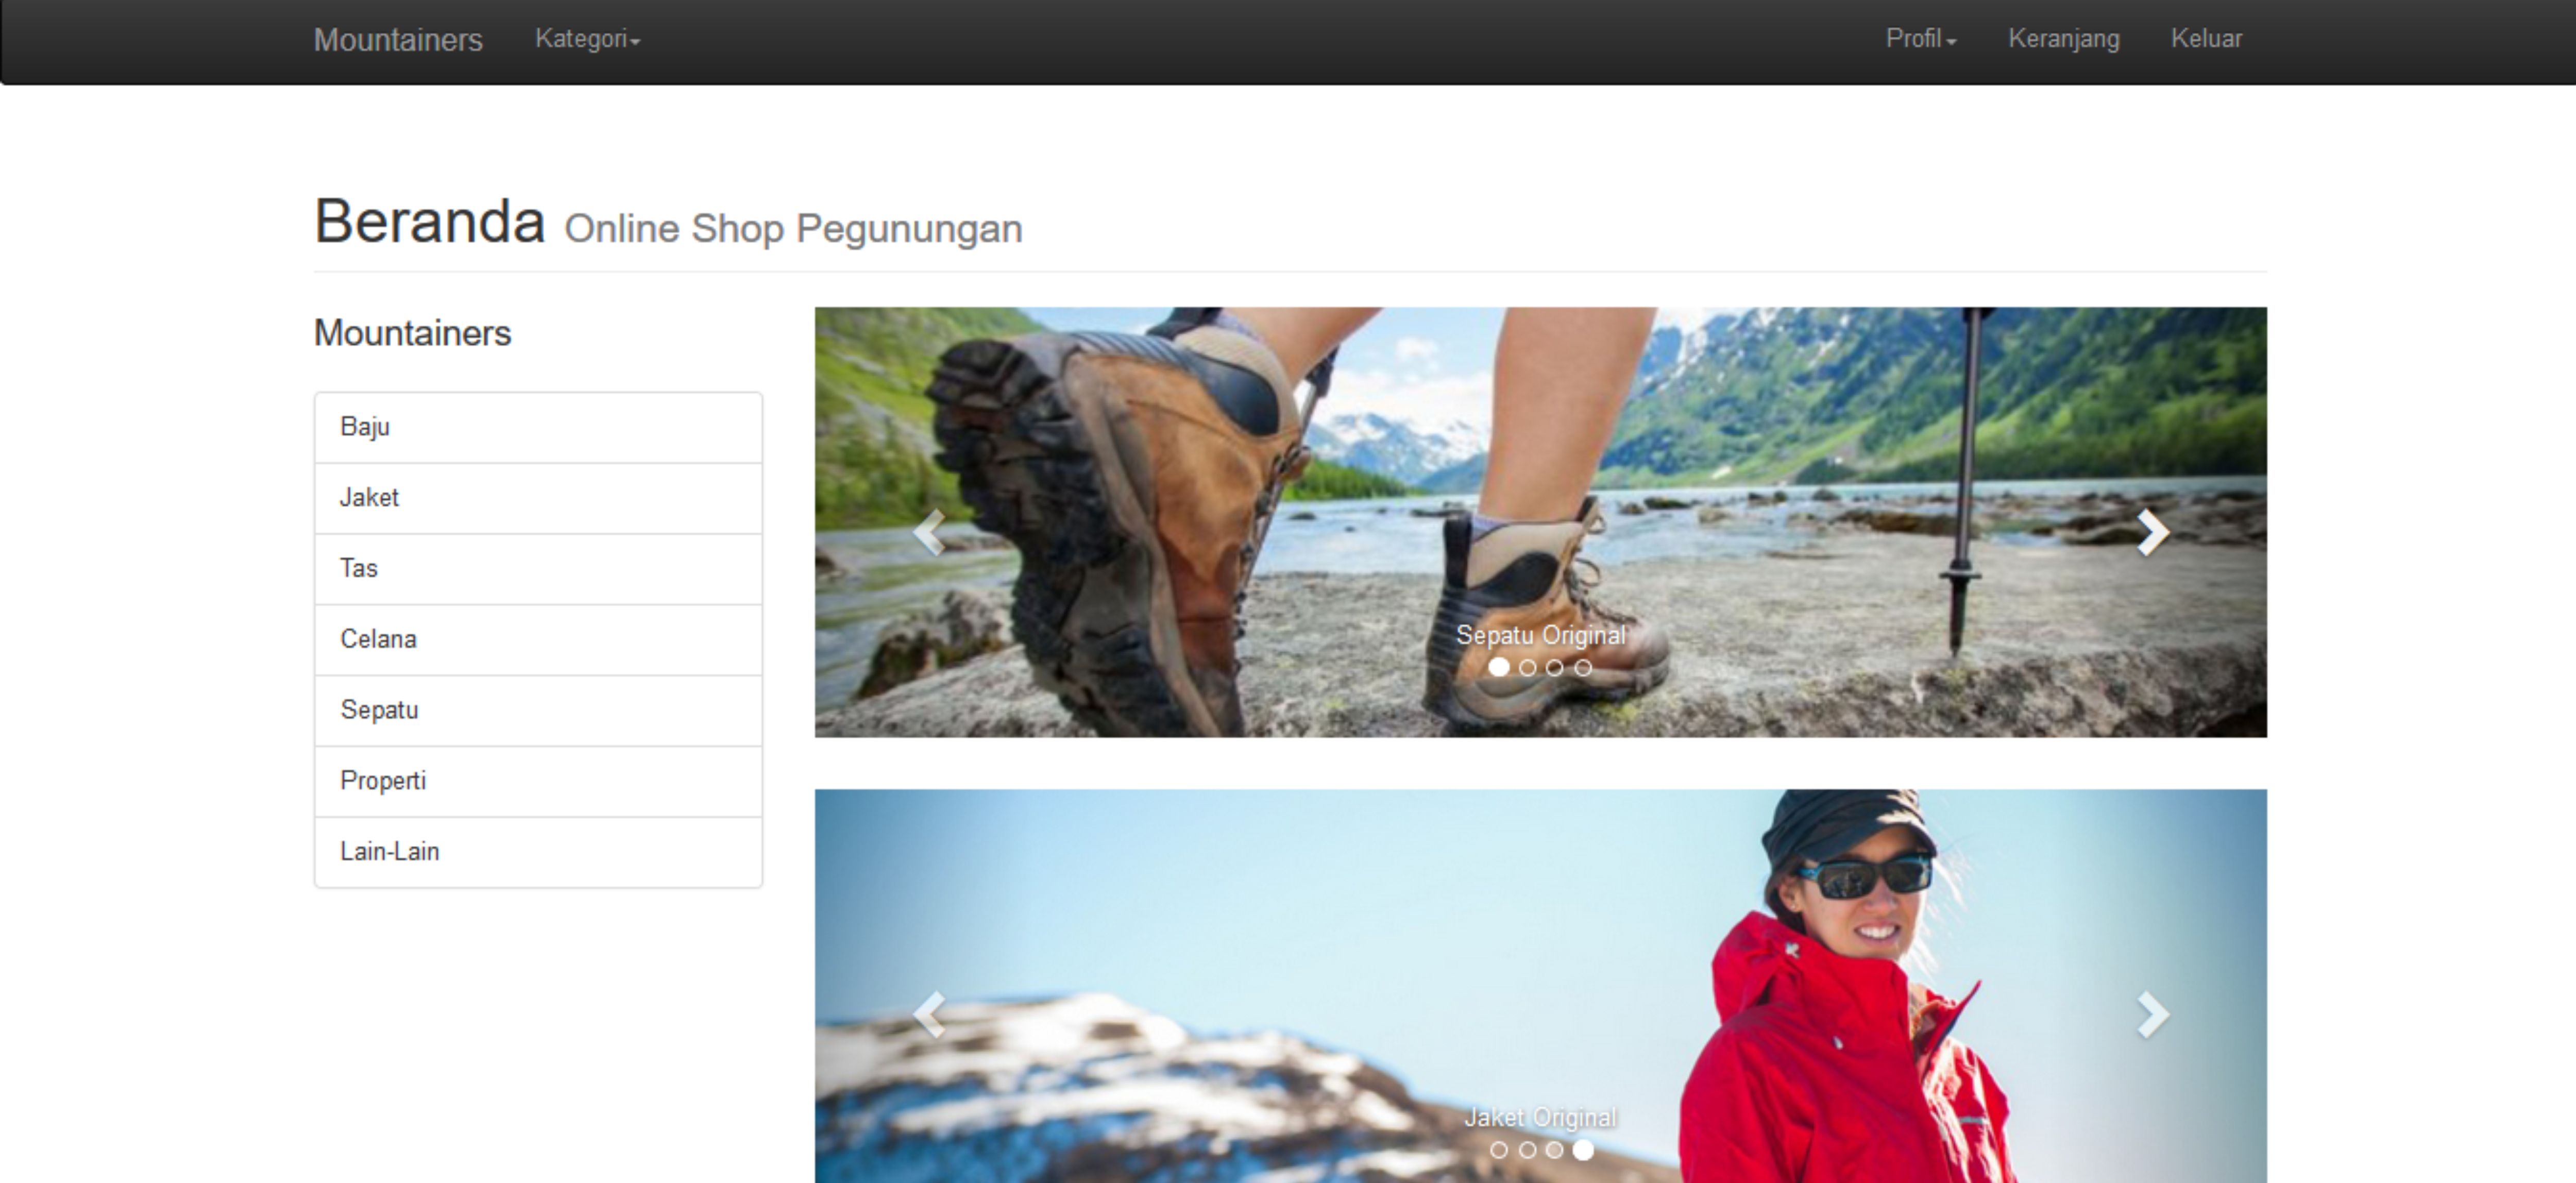 Mountainers Kategori Profil Keranjang Keluar
Beranda Online Shop Pegunungan
Mountainers
Baju
Jaket
Tas
Celana
Sepatu
Properti
Lain-Lain
Sepatu Original
Jaket Original